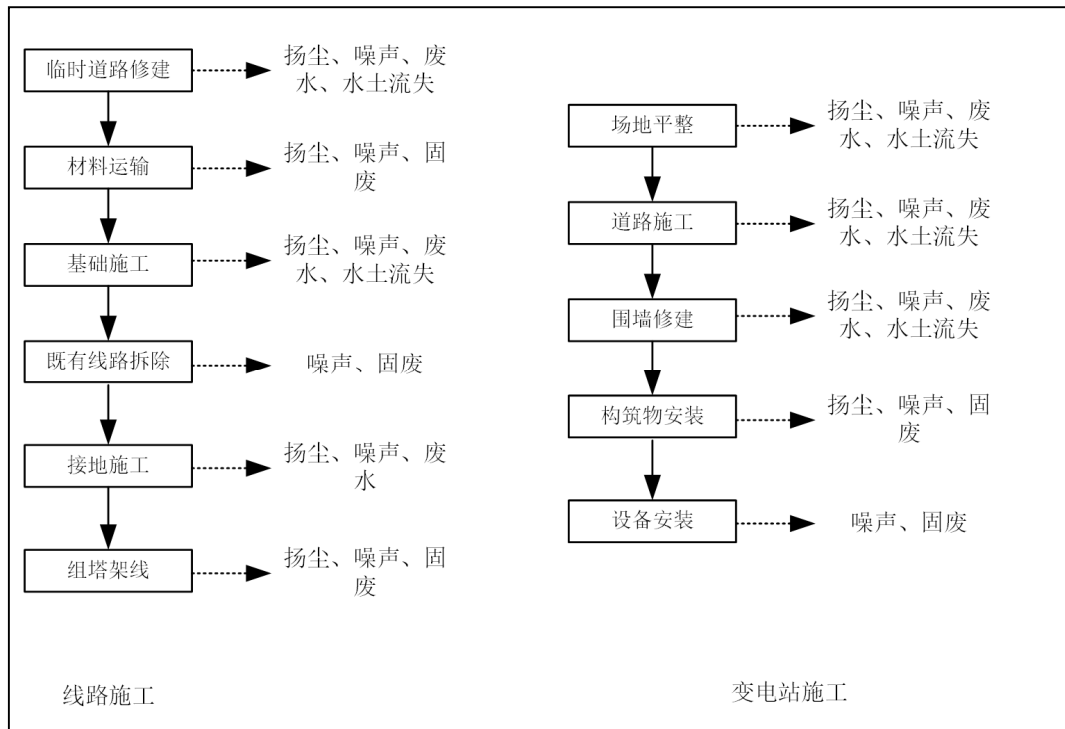 临时道路修建
扬尘、噪声、废
水、水土流失
材料运输
扬尘、噪声、固
废
基础施工
扬尘、噪声、废
水、水土流失
既有线路拆除
噪声、固废
接地施工
扬尘、噪声、废
水
组塔架线
扬尘、噪声、固
废
线路施工
场地平整
扬尘、噪声、废
水、水土流失
道路施工
扬尘、噪声、废
水、水土流失
围墙修建
扬尘、噪声、废
水、水土流失
构筑物安装
扬尘、噪声、固
废
设备安装
噪声、固废
变电站施工